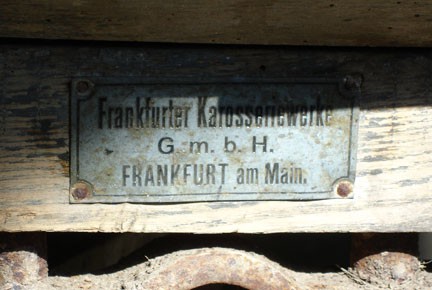 Frankfurter Karosseriewerke
G.m.b.H.
FRANKFURT am Main.